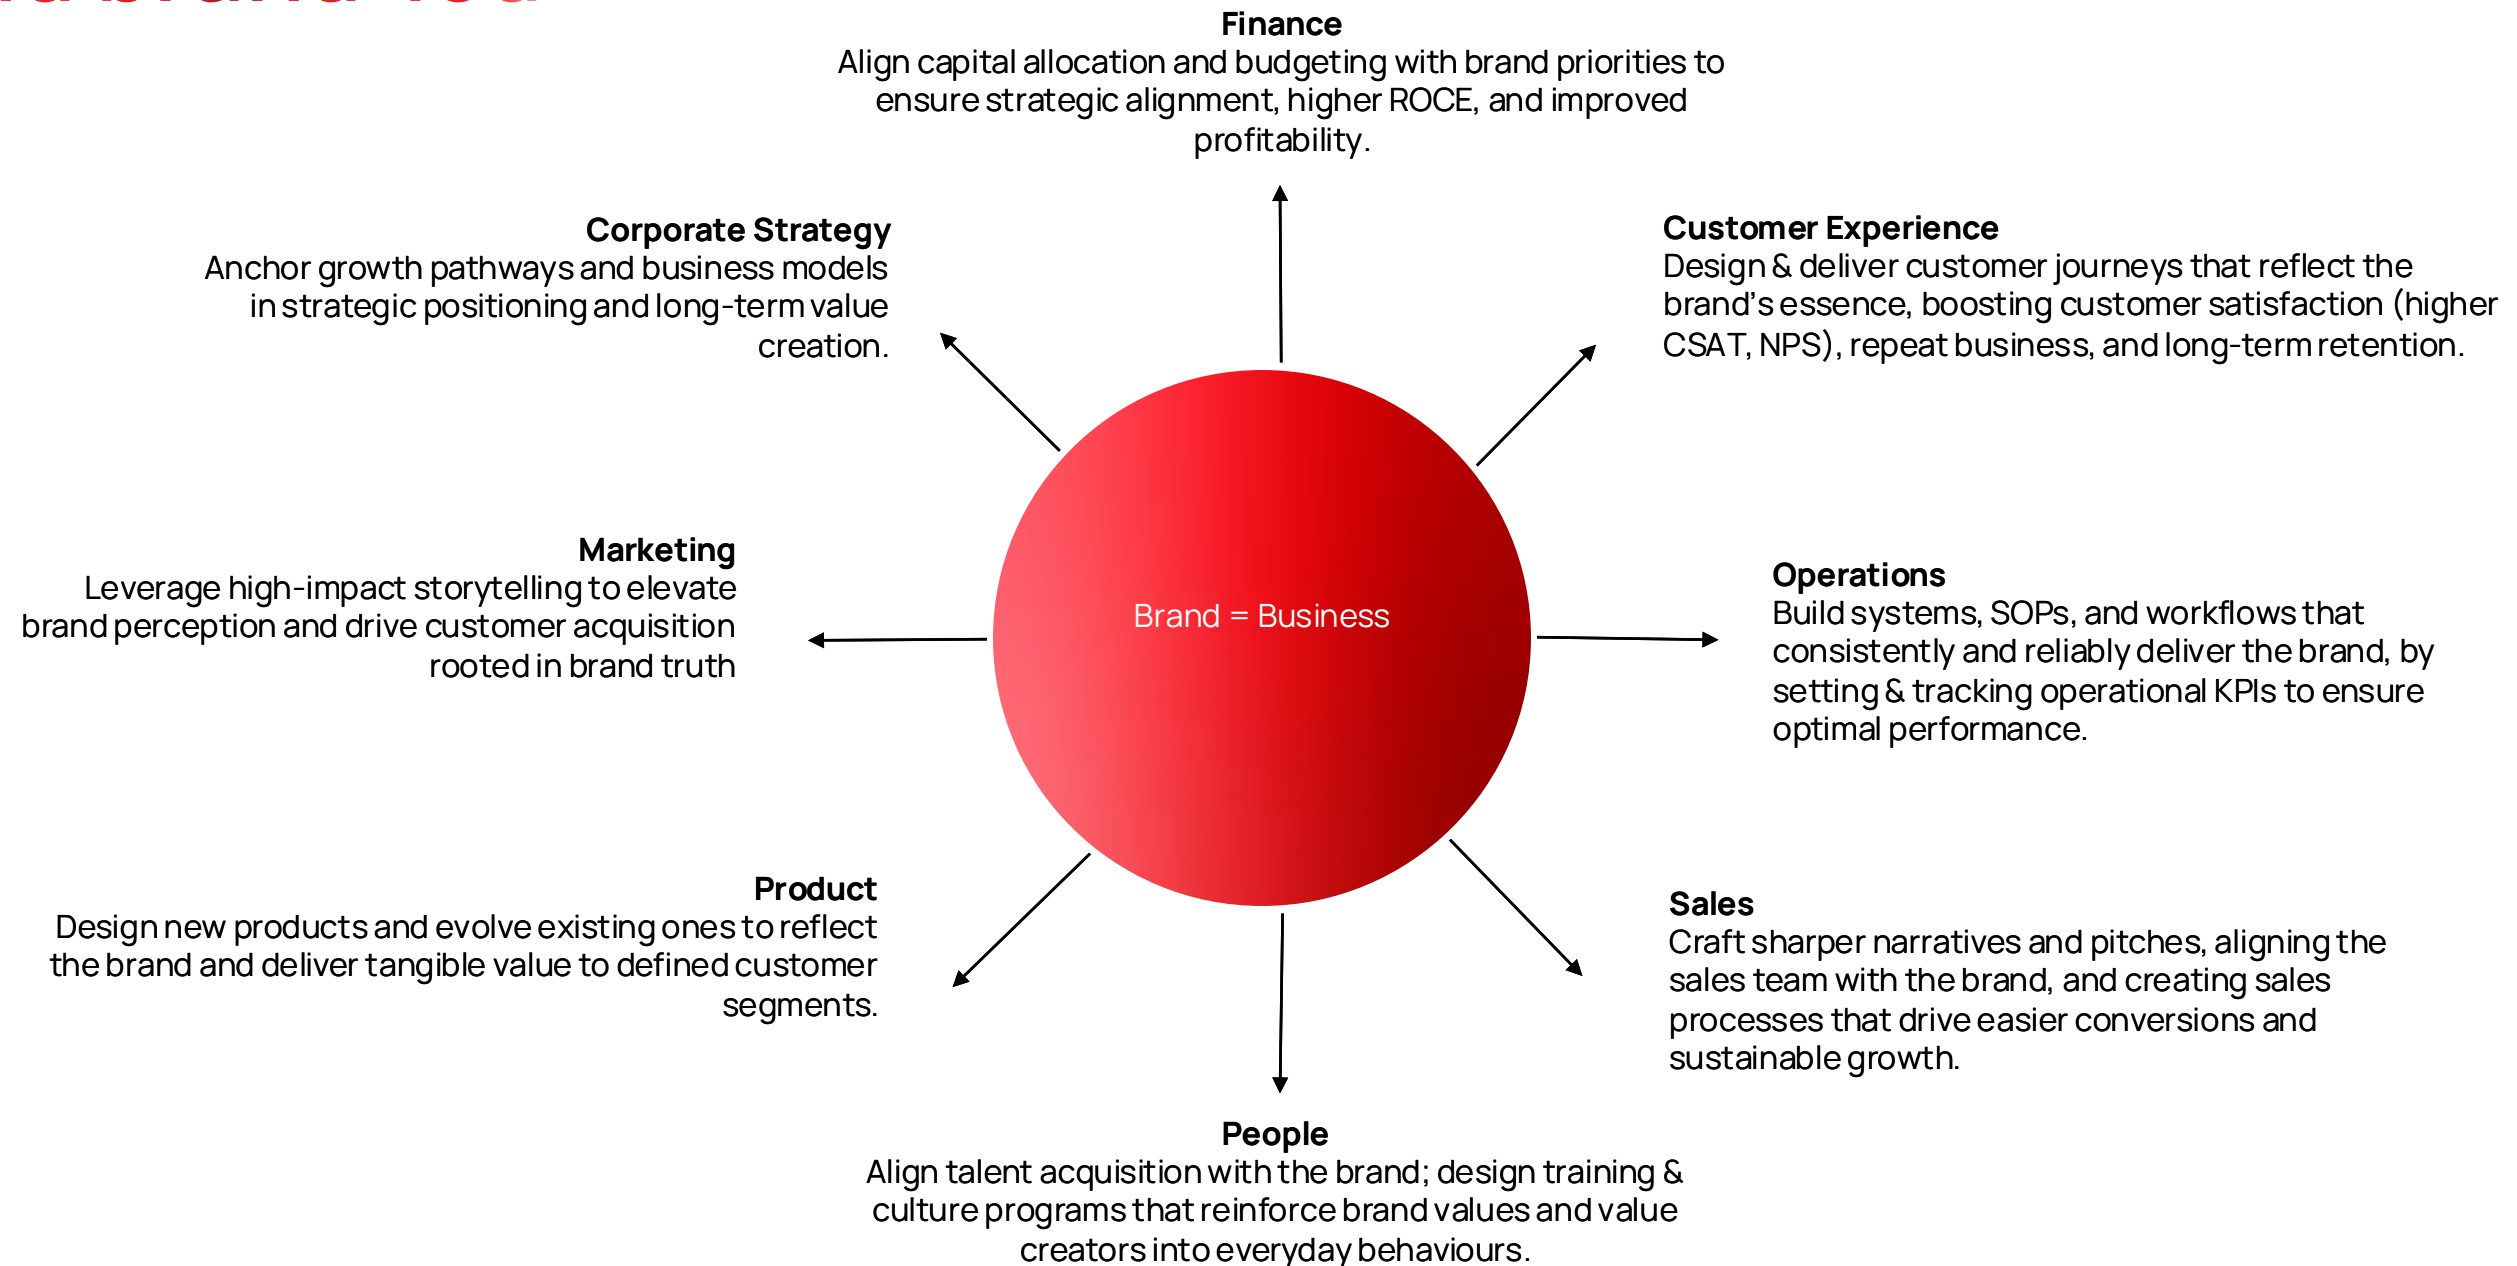 Finance
Align capital allocation and budgeting with brand priorities to
ensure strategic alignment, higher ROCE, and improved
profitability.
Corporate Strategy
Anchor growth pathways and business models
in strategic positioning and long-term value
creation.
Customer Experience
Design & deliver customer journeys that reflect the
brand’s essence, boosting customer satisfaction (higher
CSAT, NPS), repeat business, and long-term retention.
Marketing
Leverage high-impact storytelling to elevate
brand perception and drive customer acquisition
rooted in brand truth
Brand = Business
Operations
Build systems, SOPs, and workflows that
consistently and reliably deliver the brand, by
setting & tracking operational KPIs to ensure
optimal performance.
Product
Design new products and evolve existing ones to reflect
the brand and deliver tangible value to defined customer
segments.
Sales
Craft sharper narratives and pitches, aligning the
sales team with the brand, and creating sales
processes that drive easier conversions and
sustainable growth.
People
Align talent acquisition with the brand; design training &
culture programs that reinforce brand values and value
creators into everyday behaviours.